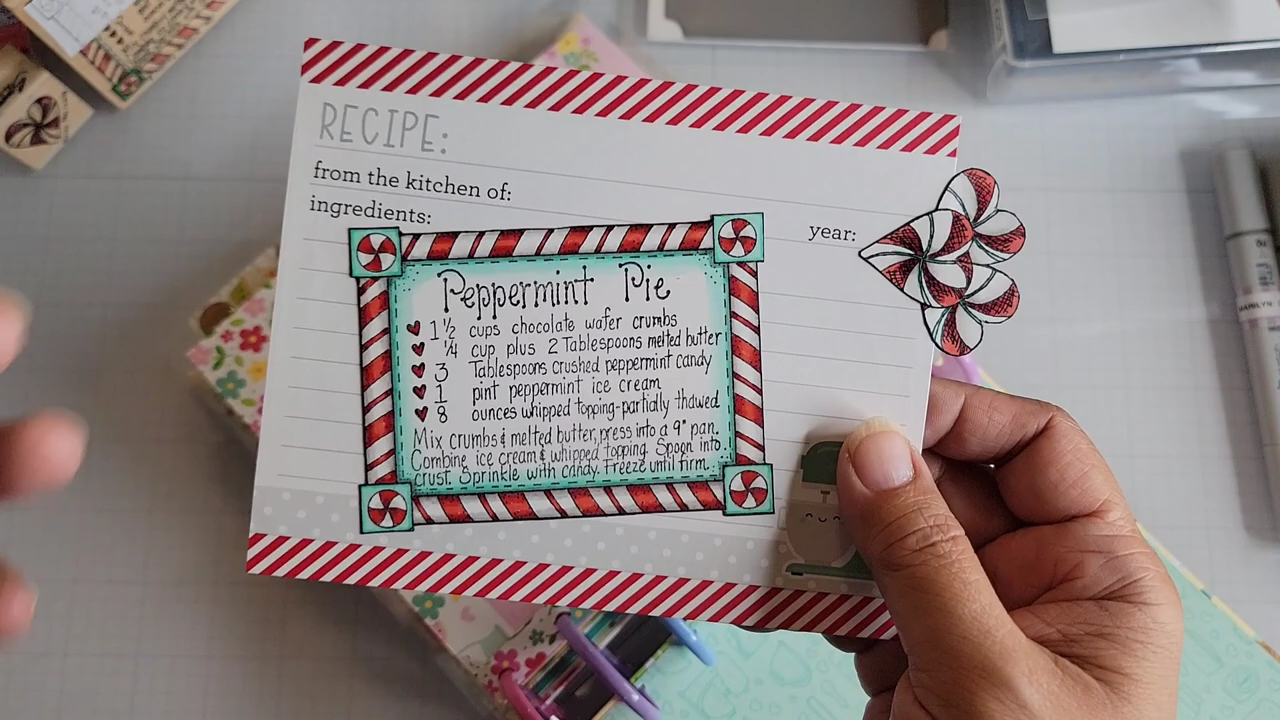 RECIPE:
from the kitchen of:
ingredients:
year:
Peppermint Pie
1 ½ cups chocolate wafer crumbs
¼ cup plus 2 Tablespoons melted butter
3 Tablespoons crushed peppermint candy
1 pint peppermint ice cream
8 ounces whipped topping-partially thawed
Mix crumbs & melted butter, press into a 9" pan.
Combine ice cream & whipped topping. Spoon into
crust. Sprinkle with candy. Freeze until firm.